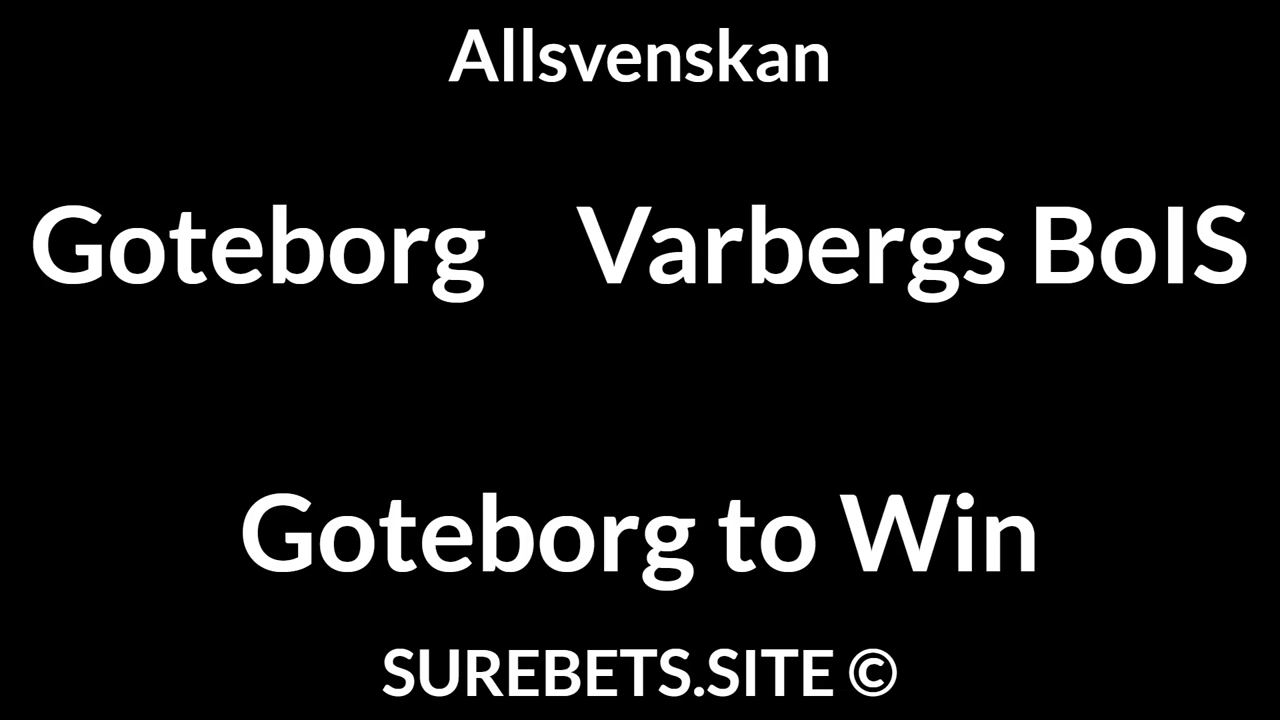 Allsvenskan
Goteborg Varbergs BoIS
Goteborg to Win
SUREBETS.SITE ©